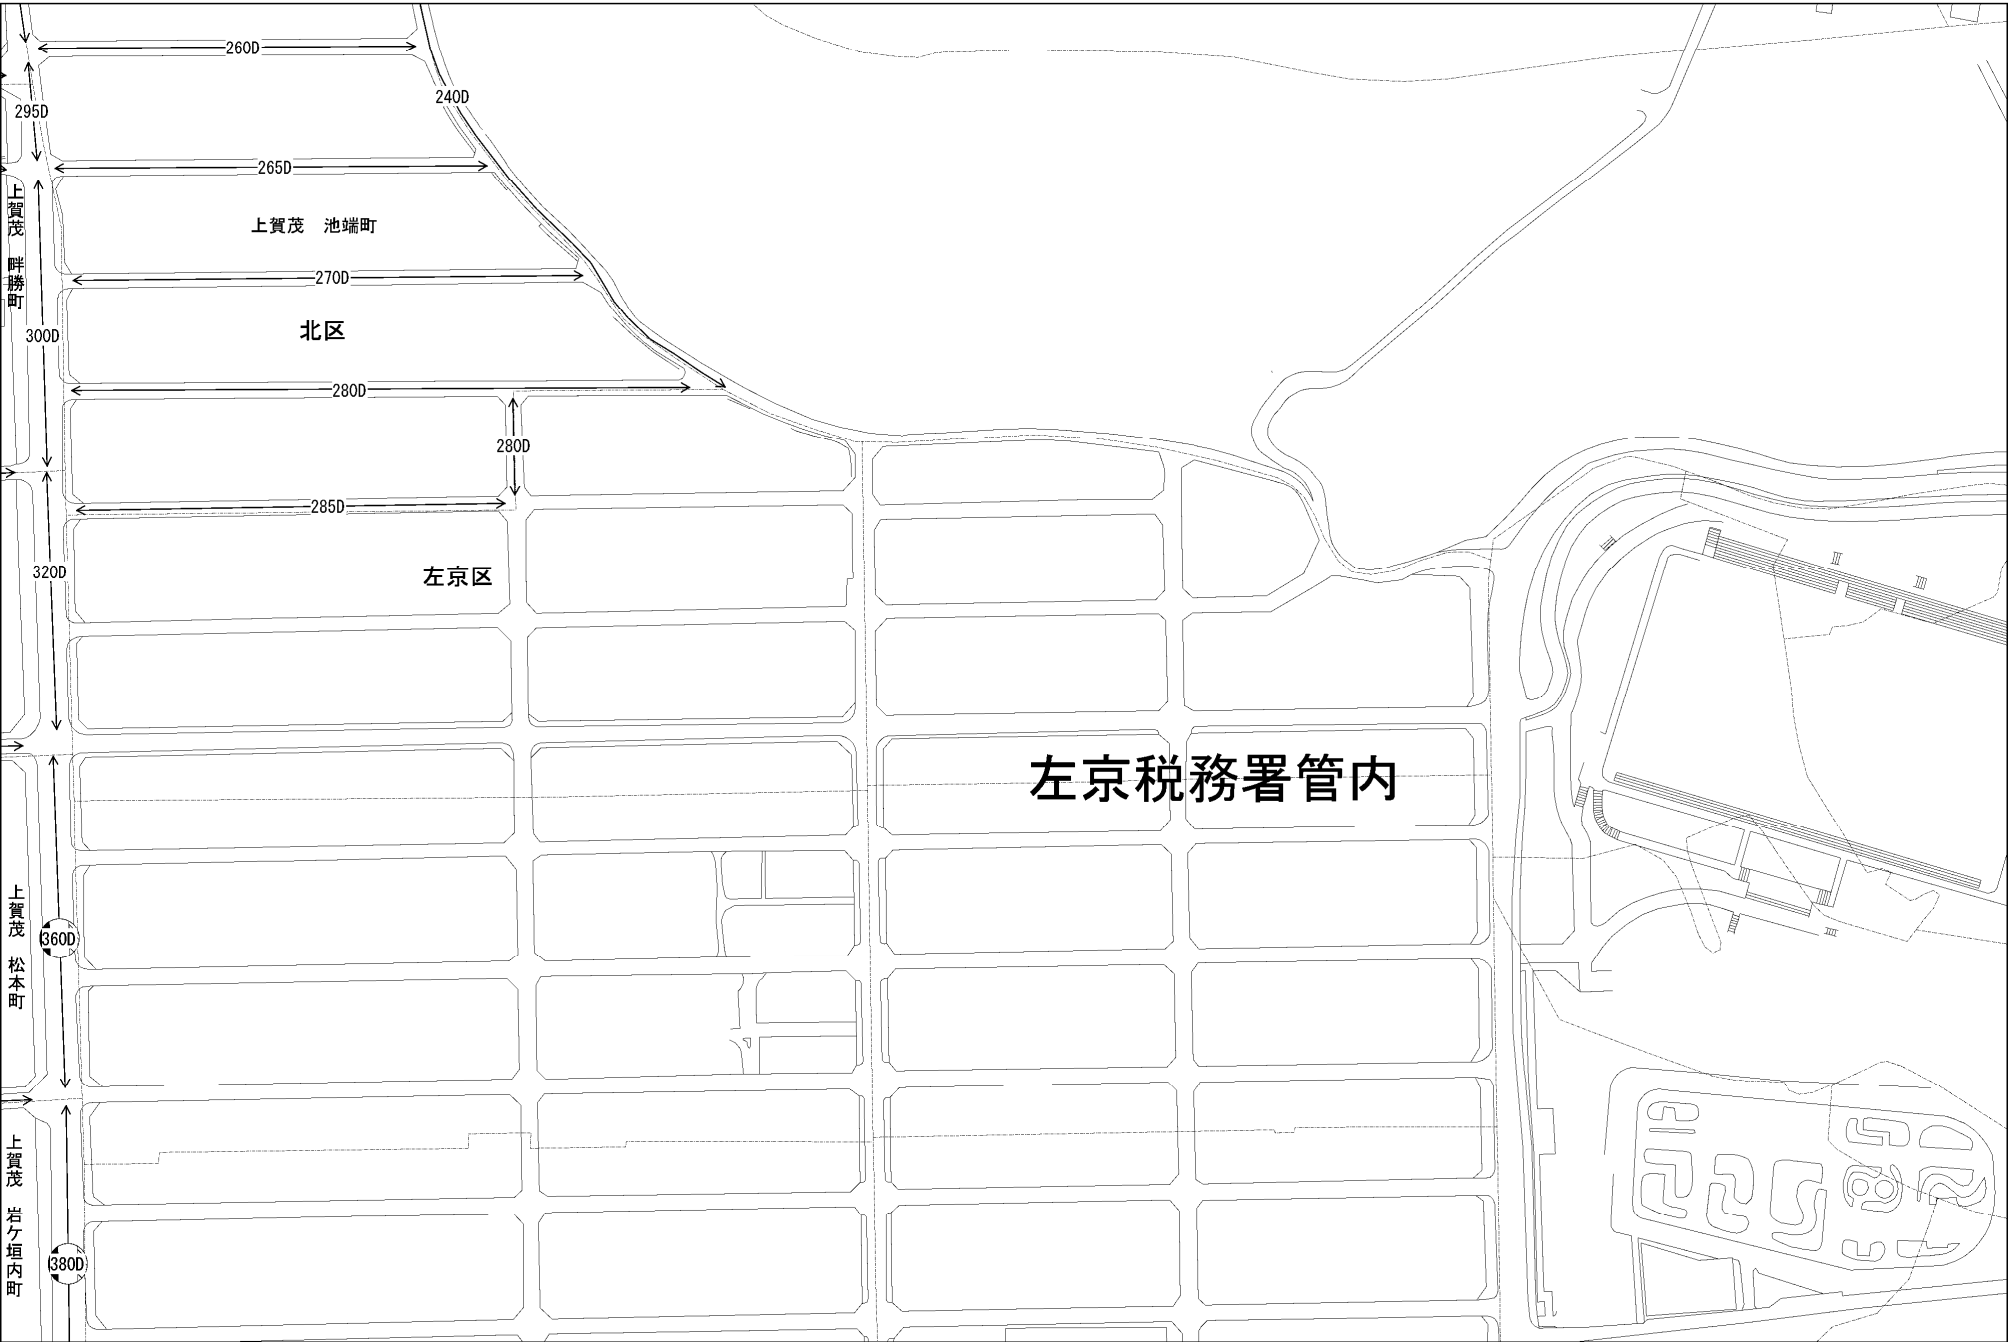 260D
240D
295D
265D
上賀茂　畔勝町
上賀茂　池端町
270D
北区
300D
280D
280D
285D
320D
左京区
左京税務署管内
上賀茂　松本町
360D
上賀茂　岩ケ垣内町
380D